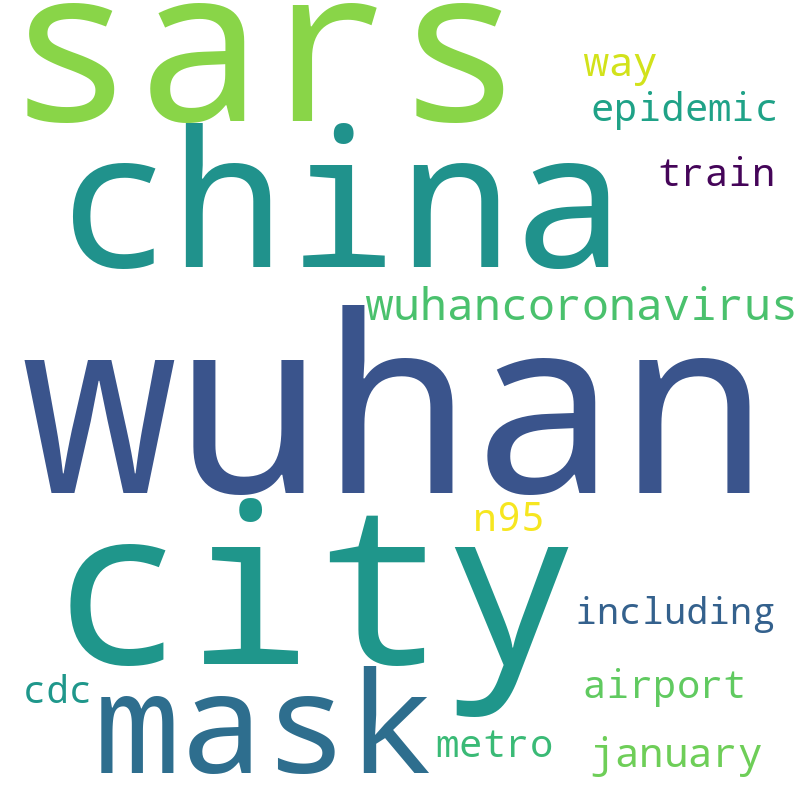 sars
way
epidemic
china
train
wuhancoronavirus
wuhan
n95
city
including
cdc
mask
airport
metro
january